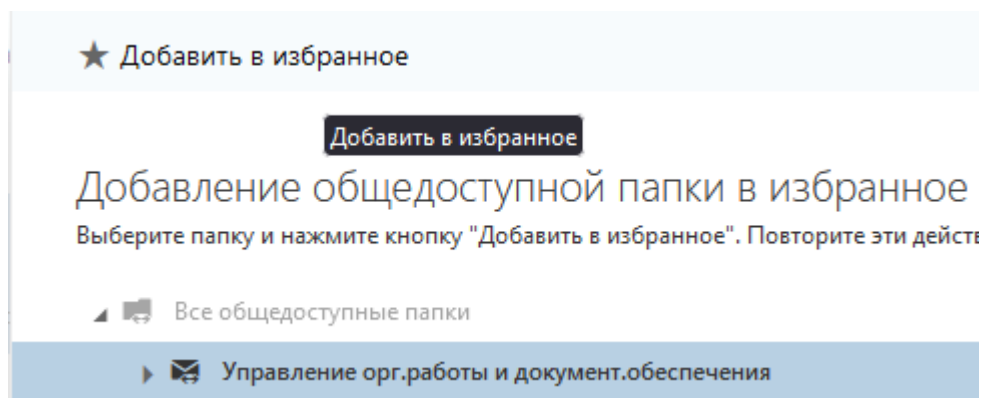 Добавить в избранное
Добавить в избранное
Добавление общедоступной папки в избранное
Выберите папку и нажмите кнопку "Добавить в избранное". Повторите эти
Все общедоступные папки
Управление орг.работы и документ.обеспечения